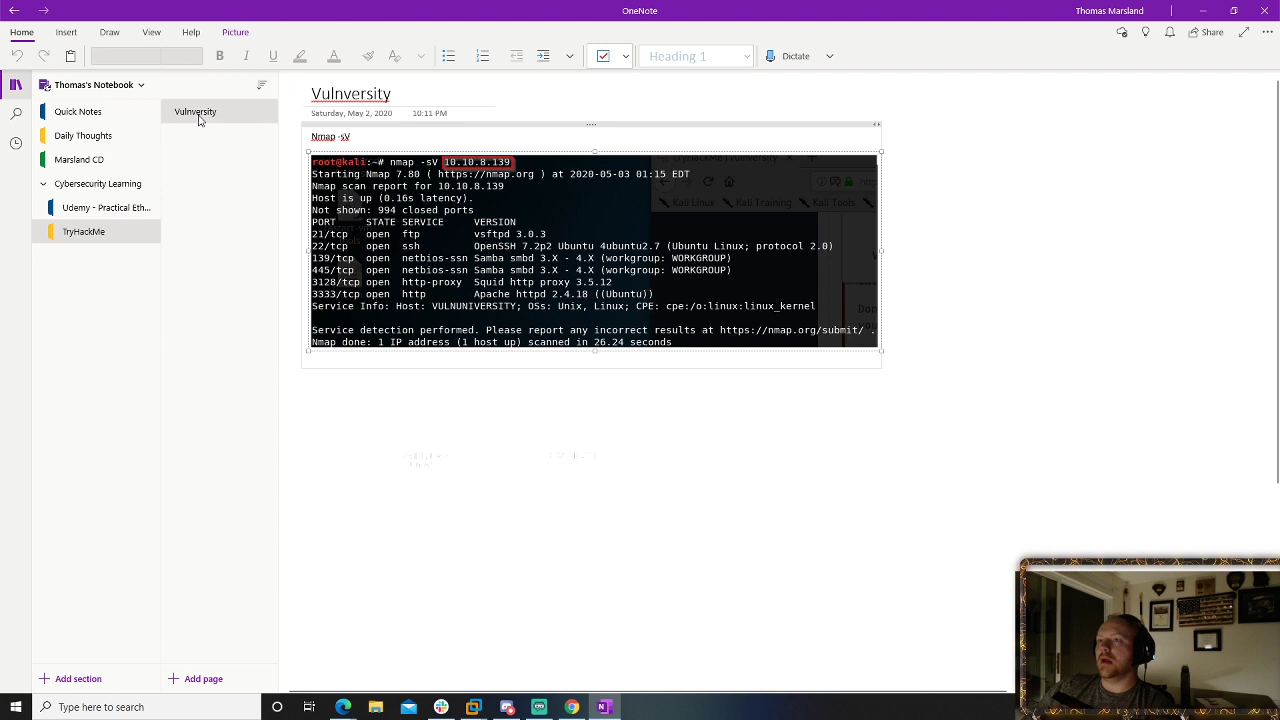 OneNote
Thomas Marsland
Home Insert Draw View Help Picture
Share
B I U A Heading 1 Dictate
Thomas's Notebook
Quick Notes
Daily Thoughts
Marsland CD
Cybersecurity Learning
Udemy - Practical Eth...
TryHackMe
Vulnversity
Vulnversity
Saturday, May 2, 2020 10:11 PM
Nmap -sV
root@kali:~# nmap -sV 10.10.8.139
Starting Nmap 7.80 ( https://nmap.org ) at 2020-05-03 01:15 EDT
Nmap scan report for 10.10.8.139
Host is up (0.16s latency).
Not shown: 994 closed ports
PORT STATE SERVICE VERSION
21/tcp open ftp vsftpd 3.0.3
22/tcp open ssh OpenSSH 7.2p2 Ubuntu 4ubuntu2.7 (Ubuntu Linux; protocol 2.0)
139/tcp open netbios-ssn Samba smbd 3.X - 4.X (workgroup: WORKGROUP)
445/tcp open netbios-ssn Samba smbd 3.X - 4.X (workgroup: WORKGROUP)
3128/tcp open http-proxy Squid http proxy 3.5.12
3333/tcp open http Apache httpd 2.4.18 ((Ubuntu))
Service Info: Host: VULNUNIVERSITY; OSs: Unix, Linux; CPE: cpe:/o:linux:linux_kernel
Service detection performed. Please report any incorrect results at https://nmap.org/submit/ .
Nmap done: 1 IP address (1 host up) scanned in 26.24 seconds
TryHackMe | Vulnversity
Kali Linux Kali Training Kali Tools
Add section
Add page
Type here to search